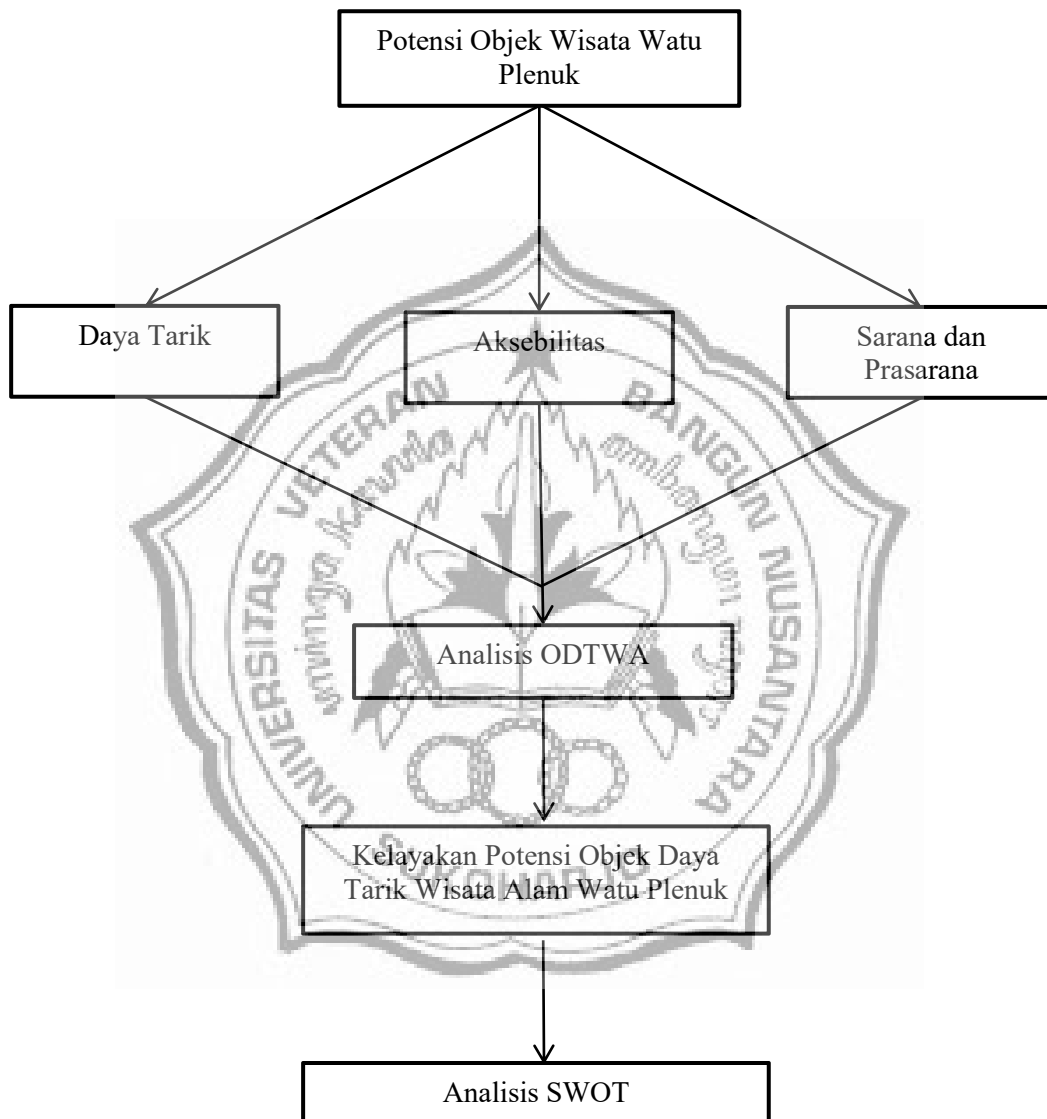 Potensi Objek Wisata Watu
Plenuk
Daya Tarik
Aksebilitas
Sarana dan
Prasarana
UNIVERSITAS VETERAN BANGUN NUSANTARA
SUKOHARJO
Analisis ODTWA
Kelayakan Potensi Objek Daya
Tarik Wisata Alam Watu Plenuk
Analisis SWOT